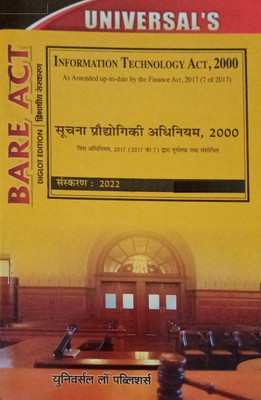 UNIVERSAL'S
BARE ACT
DIGLOT EDITION द्विभाषीय संस्करण
INFORMATION TECHNOLOGY ACT, 2000
As Amended up-to-date by the Finance Act, 2017 (7 of 2017)
सूचना प्रौद्योगिकी अधिनियम, 2000
वित्त अधिनियम, 2017 (2017 का 7) द्वारा पूर्णतया यथा संशोधित
संस्करण : 2022
युनिवर्सल लॉ पब्लिशर्स